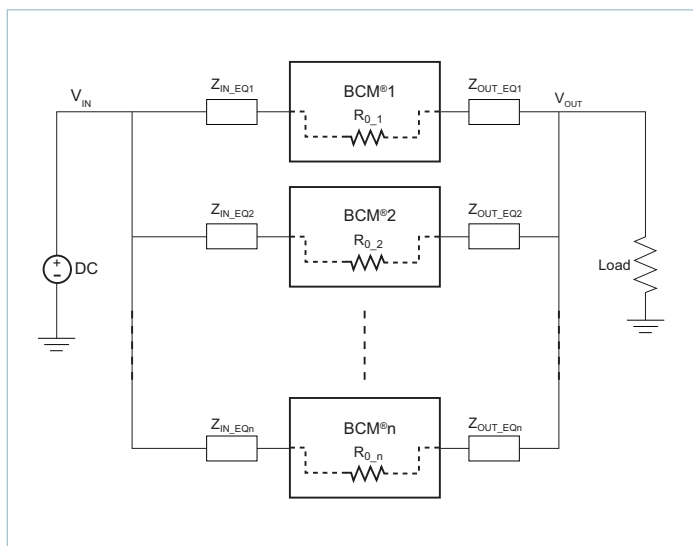 BCM®1
Z_IN_EQ1
Z_OUT_EQ1
V_IN
V_OUT
R_0_1
BCM®2
Z_IN_EQ2
Z_OUT_EQ2
R_0_2
+
–
DC
Load
BCM®n
Z_IN_EQn
Z_OUT_EQn
R_0_n